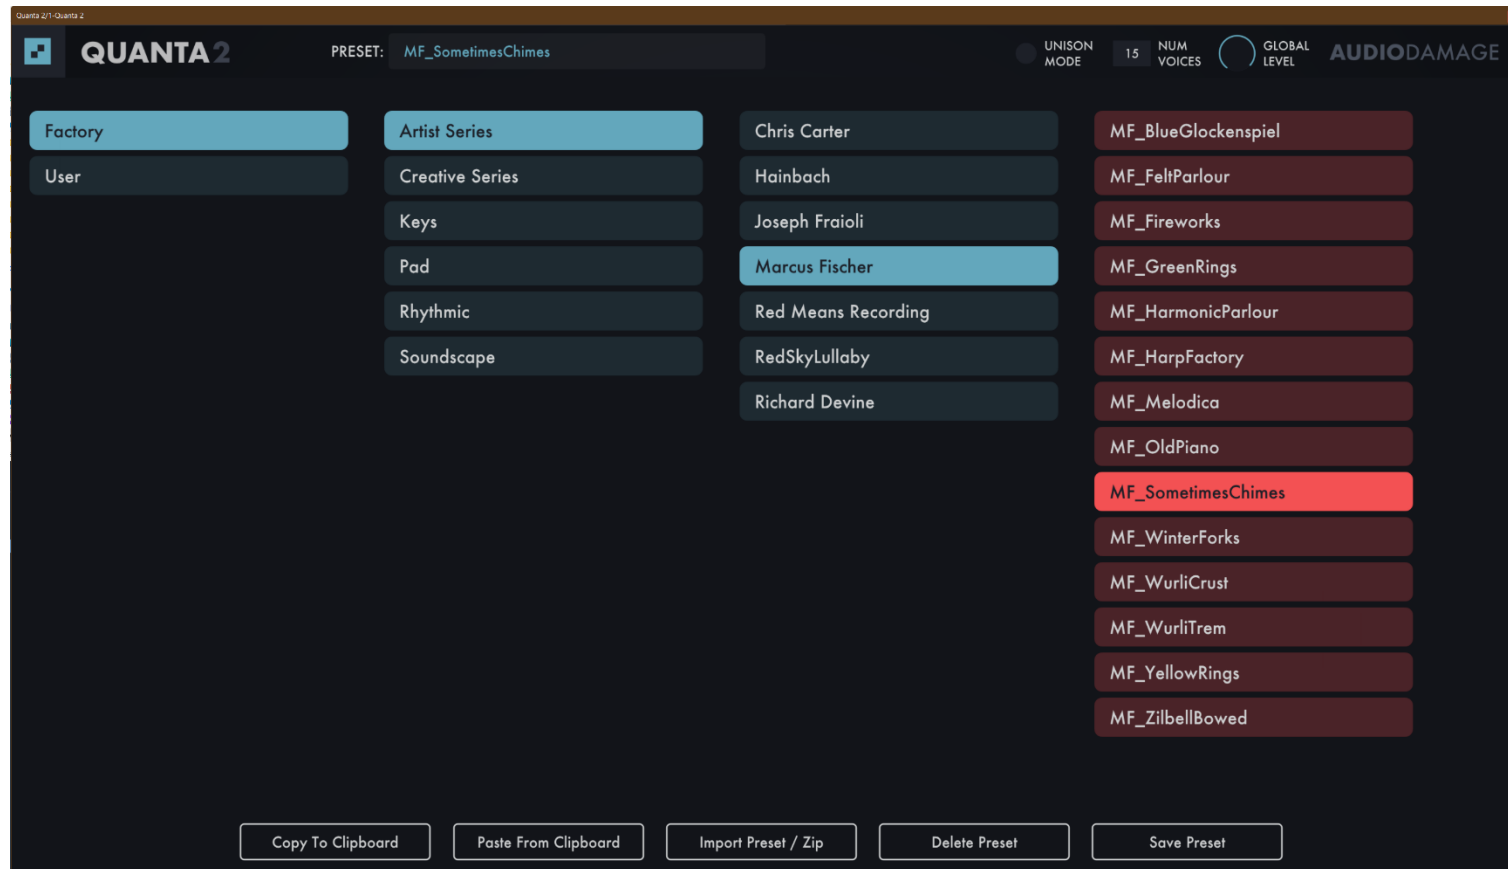 Quanta 2/1-Quanta 2
QUANTA 2
PRESET: MF_SometimesChimes
UNISON MODE
15
NUM VOICES
GLOBAL LEVEL
AUDIODAMAGE
Factory
User
Artist Series
Creative Series
Keys
Pad
Rhythmic
Soundscape
Chris Carter
Hainbach
Joseph Fraioli
Marcus Fischer
Red Means Recording
RedSkyLullaby
Richard Devine
MF_BlueGlockenspiel
MF_FeltParlour
MF_Fireworks
MF_GreenRings
MF_HarmonicParlour
MF_HarpFactory
MF_Melodica
MF_OldPiano
MF_SometimesChimes
MF_WinterForks
MF_WurliCrust
MF_WurliTrem
MF_YellowRings
MF_ZilbellBowed
Copy To Clipboard
Paste From Clipboard
Import Preset / Zip
Delete Preset
Save Preset